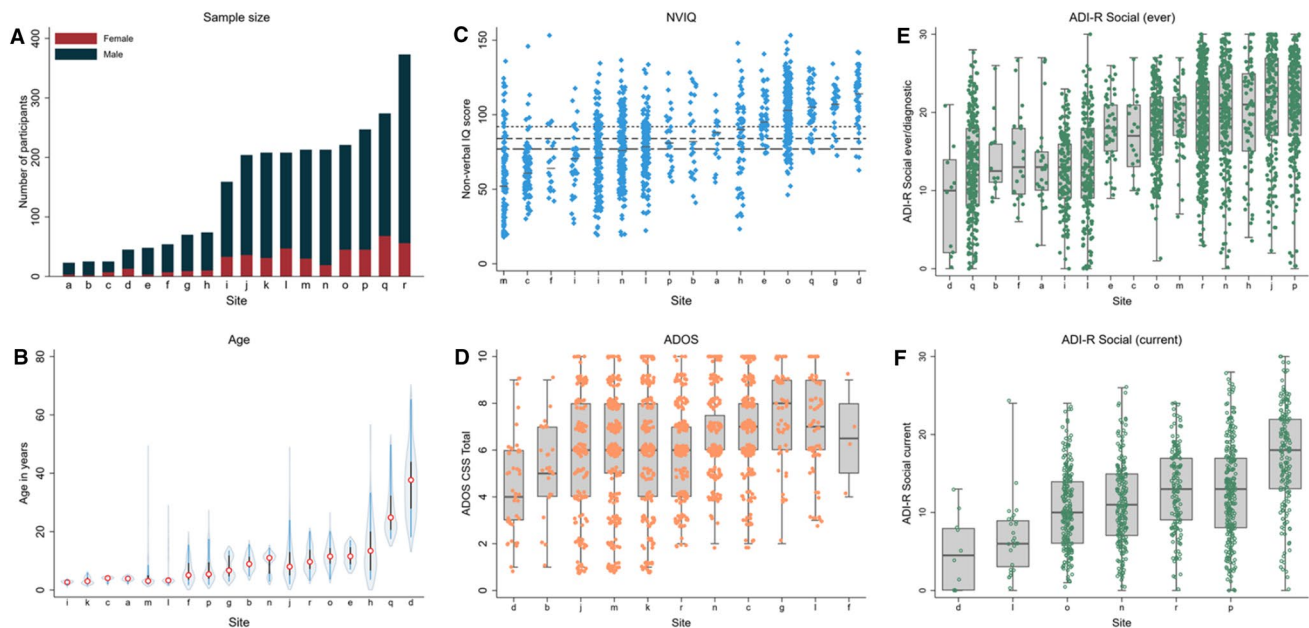 A
Sample size
Female
Male
400
300
200
100
0
Number of participants
a b c d e f g h i j k l m n o p q r
Site
B
Age
80
60
40
20
0
Age in years
i k c a m l f p g b n j r o e h q d
Site
C
NVIQ
150
100
50
0
Non-verbal IQ score
m c f i i n l p b a h e o q g d
Site
D
ADOS
10
8
6
4
2
0
ADOS CSS Total
d b j m k r n c g l f
Site
E
ADI-R Social (ever)
30
20
10
0
ADI-R Social ever/diagnostic
d q b f a i l e c o m r n h j p
Site
F
ADI-R Social (current)
30
20
10
0
ADI-R Social current
d l o n r p
Site